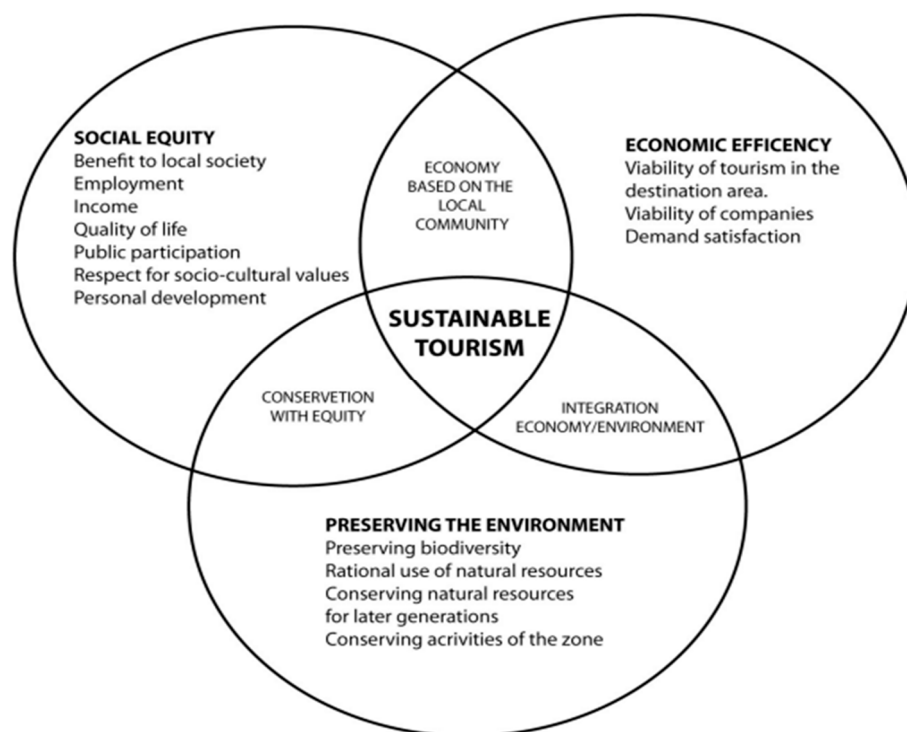 SOCIAL EQUITY
Benefit to local society
Employment
Income
Quality of life
Public participation
Respect for socio-cultural values
Personal development
ECONOMY
BASED ON THE
LOCAL
COMMUNITY
ECONOMIC EFFICENCY
Viability of tourism in the
destination area.
Viability of companies
Demand satisfaction
SUSTAINABLE
TOURISM
CONSERVETION
WITH EQUITY
INTEGRATION
ECONOMY/ENVIRONMENT
PRESERVING THE ENVIRONMENT
Preserving biodiversity
Rational use of natural resources
Conserving natural resources
for later generations
Conserving acrivities of the zone